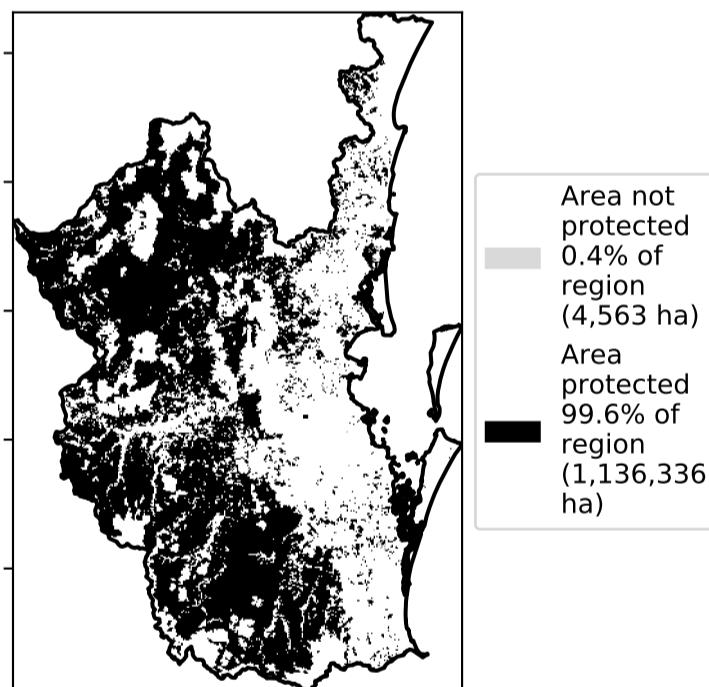 Area not
protected
0.4% of
region
(4,563 ha)
Area
protected
99.6% of
region
(1,136,336
ha)